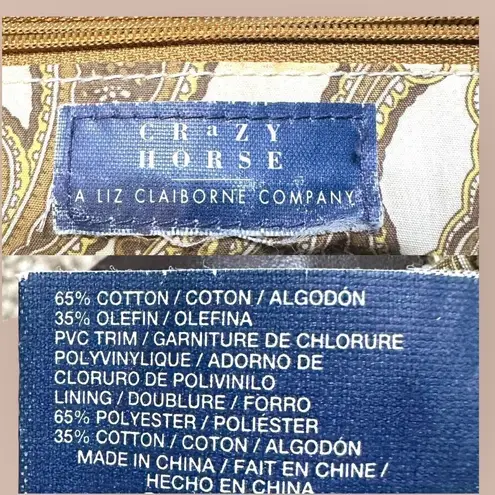 CRaZY
HORSE
A LIZ CLAIBORNE COMPANY
65% COTTON / COTON / ALGODÓN
35% OLEFIN / OLEFINA
PVC TRIM / GARNITURE DE CHLORURE
POLYVINYLIQUE / ADORNO DE
CLORURO DE POLIVINILO
LINING / DOUBLURE / FORRO
65% POLYESTER / POLIÉSTER
35% COTTON / COTON / ALGODÓN
MADE IN CHINA / FAIT EN CHINE /
HECHO EN CHINA